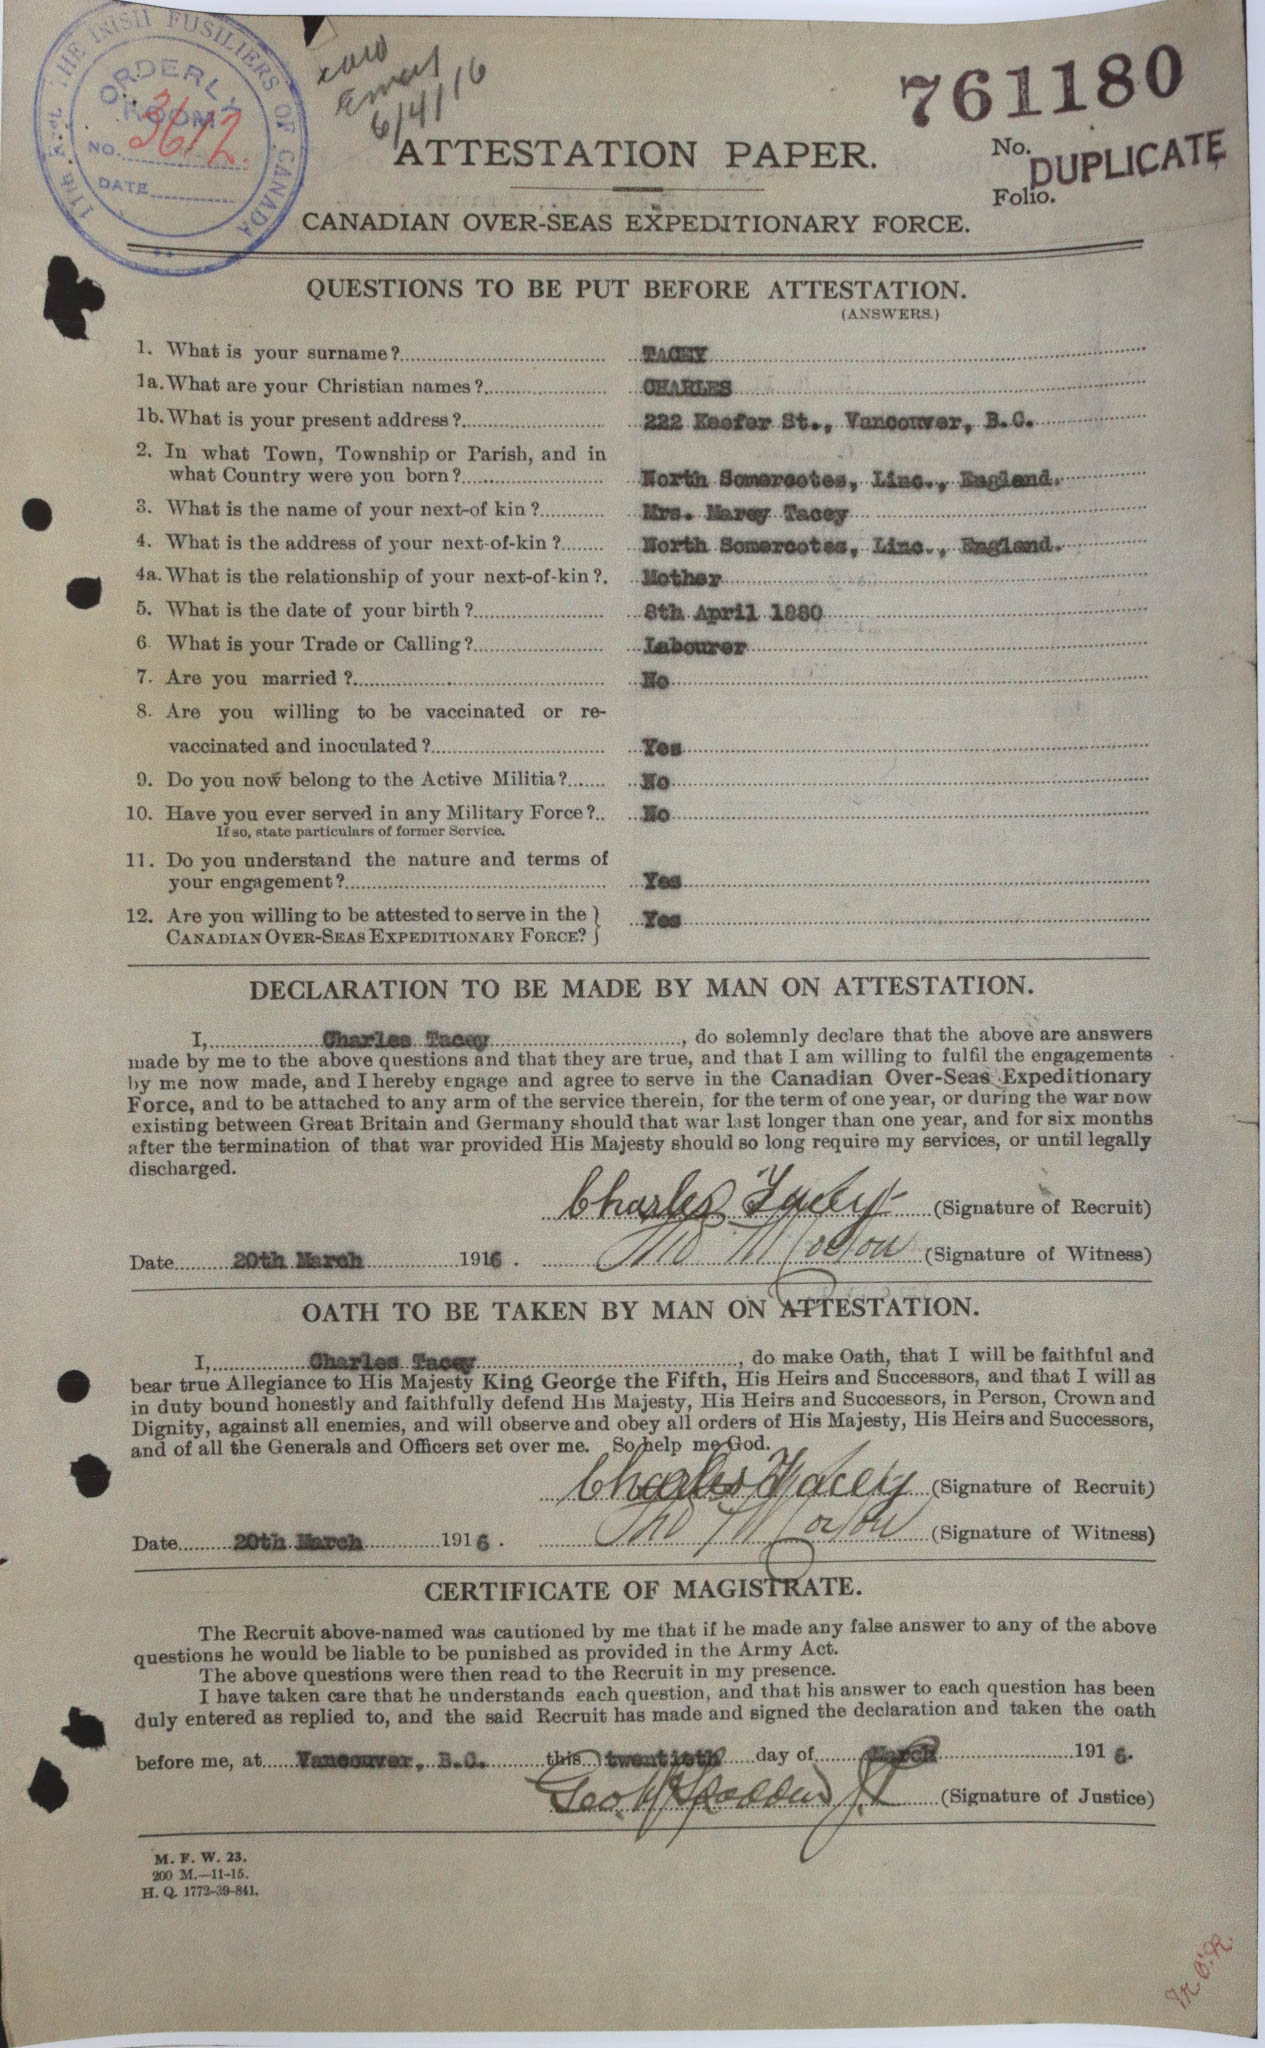 11th Regt. THE IRISH FUSILIERS OF CANADA
ORDERLY
ROOM
NO. 3612
DATE
6/4/16
761180
ATTESTATION PAPER.
No.
DUPLICATE
Folio.
CANADIAN OVER-SEAS EXPEDITIONARY FORCE.
QUESTIONS TO BE PUT BEFORE ATTESTATION.
(ANSWERS.)
1. What is your surname? TACEY
1a. What are your Christian names? CHARLES
1b. What is your present address? 222 Keefer St., Vancouver, B.C.
2. In what Town, Township or Parish, and in
what Country were you born? North Somercotes, Linc., England.
3. What is the name of your next-of kin? Mrs. Marcy Tacey
4. What is the address of your next-of-kin? North Somercotes, Linc., England.
4a. What is the relationship of your next-of-kin? Mother
5. What is the date of your birth? 8th April 1880
6. What is your Trade or Calling? Labourer
7. Are you married? No
8. Are you willing to be vaccinated or re-
vaccinated and inoculated? Yes
9. Do you now belong to the Active Militia? No
10. Have you ever served in any Military Force? No
If so, state particulars of former Service.
11. Do you understand the nature and terms of
your engagement? Yes
12. Are you willing to be attested to serve in the
CANADIAN OVER-SEAS EXPEDITIONARY FORCE? Yes
DECLARATION TO BE MADE BY MAN ON ATTESTATION.
I, Charles Tacey, do solemnly declare that the above are answers
made by me to the above questions and that they are true, and that I am willing to fulfil the engagements
by me now made, and I hereby engage and agree to serve in the Canadian Over-Seas Expeditionary
Force, and to be attached to any arm of the service therein, for the term of one year, or during the war now
existing between Great Britain and Germany should that war last longer than one year, and for six months
after the termination of that war provided His Majesty should so long require my services, or until legally
discharged.
Charles Tacey (Signature of Recruit)
Date 20th March 1916. (Signature of Witness)
OATH TO BE TAKEN BY MAN ON ATTESTATION.
I, Charles Tacey, do make Oath, that I will be faithful and
bear true Allegiance to His Majesty King George the Fifth, His Heirs and Successors, and that I will as
in duty bound honestly and faithfully defend His Majesty, His Heirs and Successors, in Person, Crown and
Dignity, against all enemies, and will observe and obey all orders of His Majesty, His Heirs and Successors,
and of all the Generals and Officers set over me. So help me God.
Charles Tacey (Signature of Recruit)
Date 20th March 1916. (Signature of Witness)
CERTIFICATE OF MAGISTRATE.
The Recruit above-named was cautioned by me that if he made any false answer to any of the above
questions he would be liable to be punished as provided in the Army Act.
The above questions were then read to the Recruit in my presence.
I have taken care that he understands each question, and that his answer to each question has been
duly entered as replied to, and the said Recruit has made and signed the declaration and taken the oath
before me, at Vancouver, B.C. this twentieth day of March 1916.
Geo. (Signature of Justice)
M. F. W. 23.
200 M.—11-15.
H. Q. 1772-39-841.